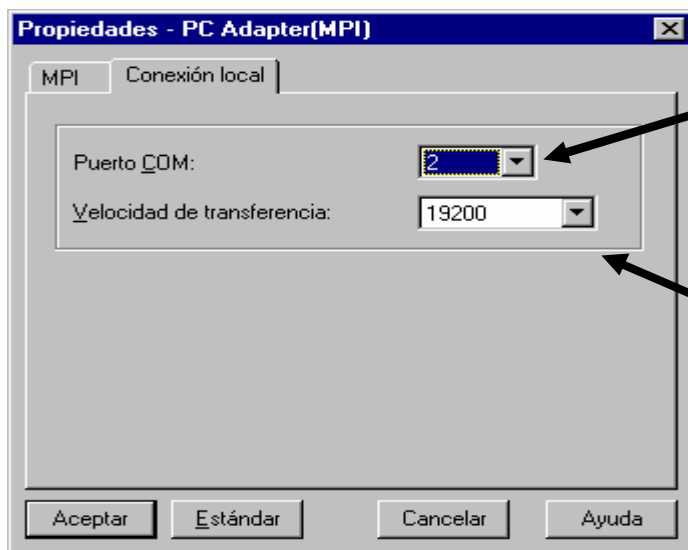 Propiedades - PC Adapter(MPI)
MPI Conexión local
Puerto COM: 2
Velocidad de transferencia: 19200
Aceptar Estándar Cancelar Ayuda